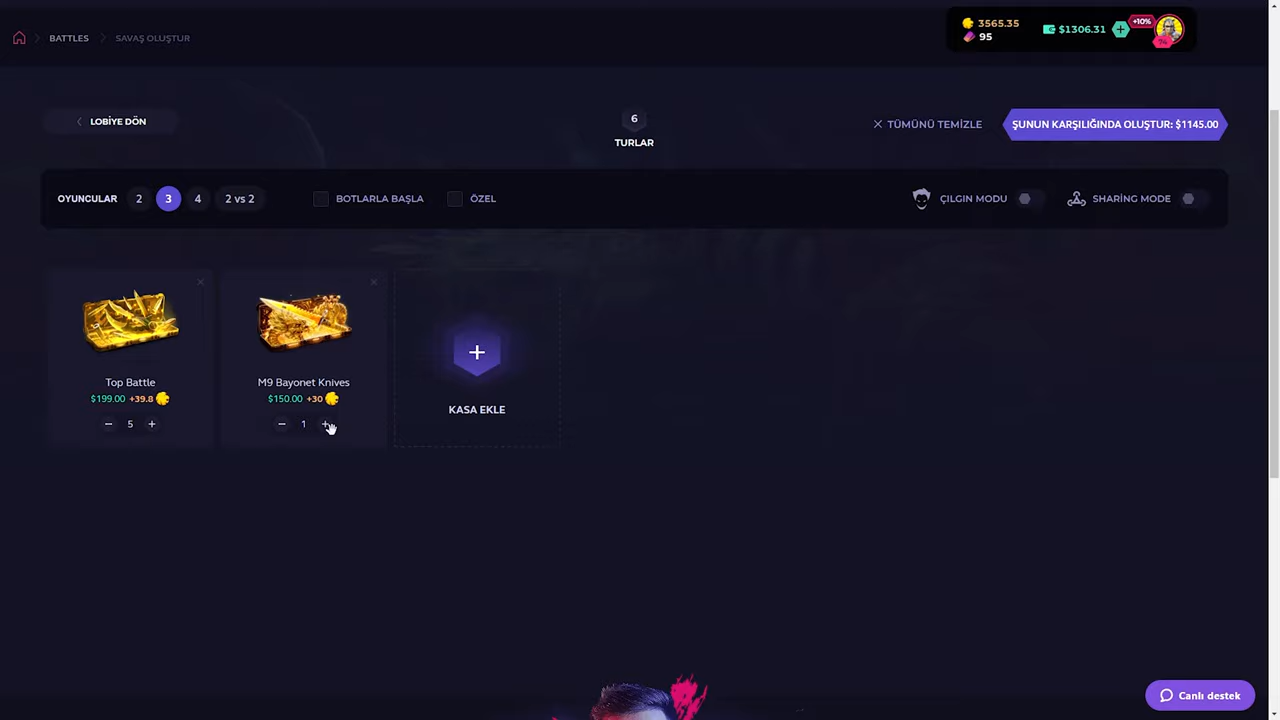 3565.35
95
$1306.31
+10%
BATTLES
SAVAŞ OLUŞTUR
LOBİYE DÖN
6
TURLAR
TÜMÜNÜ TEMİZLE
ŞUNUN KARŞILIĞINDA OLUŞTUR: $1145.00
OYUNCULAR 2 3 4 2 vs 2
BOTLARLA BAŞLA
ÖZEL
ÇILGIN MODU
SHARİNG MODE
Top Battle
$199.00 +39.8
5
M9 Bayonet Knives
$150.00 +30
1
KASA EKLE
Canlı destek